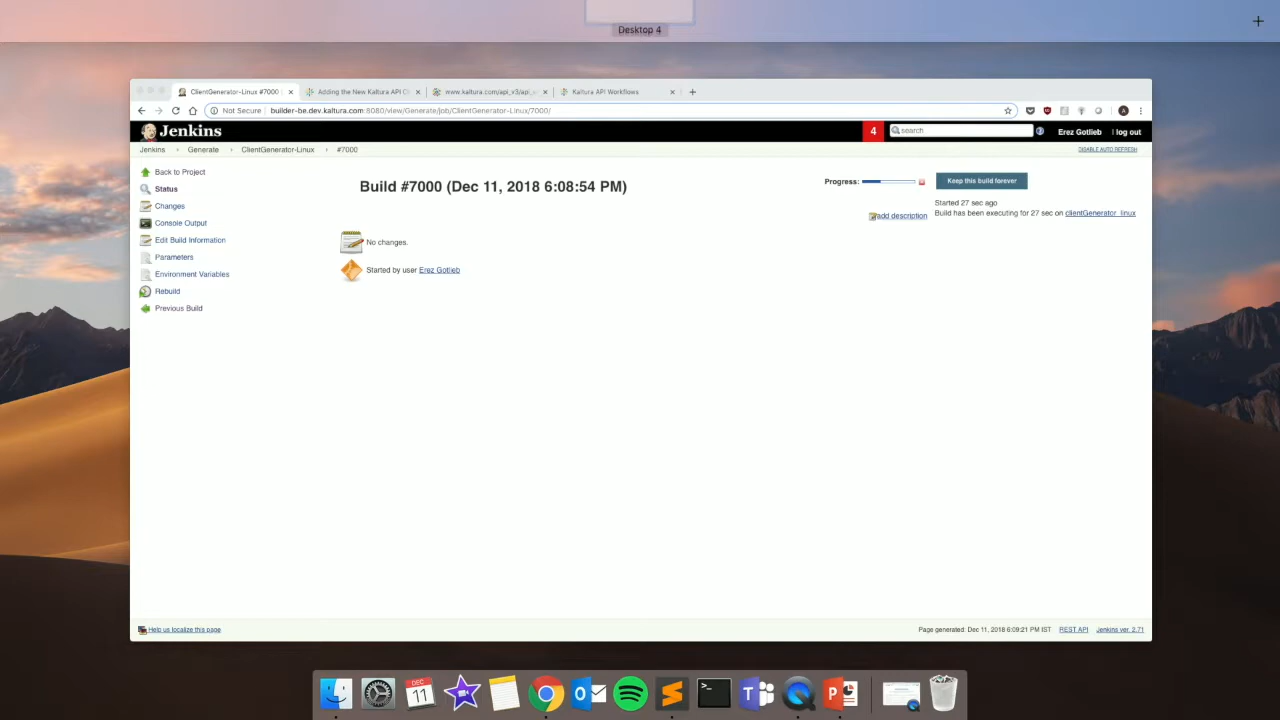 Desktop 4
ClientGenerator-Linux #7000
Adding the New Kaltura API C
www.kaltura.com/api_v3/api_
Kaltura API Workflows
Not Secure builder-be.dev.kaltura.com:8080/view/Generate/job/ClientGenerator-Linux/7000/
Jenkins 4 search Erez Gotlieb | log out
Jenkins Generate ClientGenerator-Linux #7000 DISABLE AUTO REFRESH
Back to Project
Status
Changes
Console Output
Edit Build Information
Parameters
Environment Variables
Rebuild
Previous Build
Build #7000 (Dec 11, 2018 6:08:54 PM)
Progress: Keep this build forever
Started 27 sec ago
Build has been executing for 27 sec on clientGenerator_linux
add description
No changes.
Started by user Erez Gotlieb
Help us localize this page Page generated: Dec 11, 2018 6:09:21 PM IST REST API Jenkins ver. 2.71
DEC
11